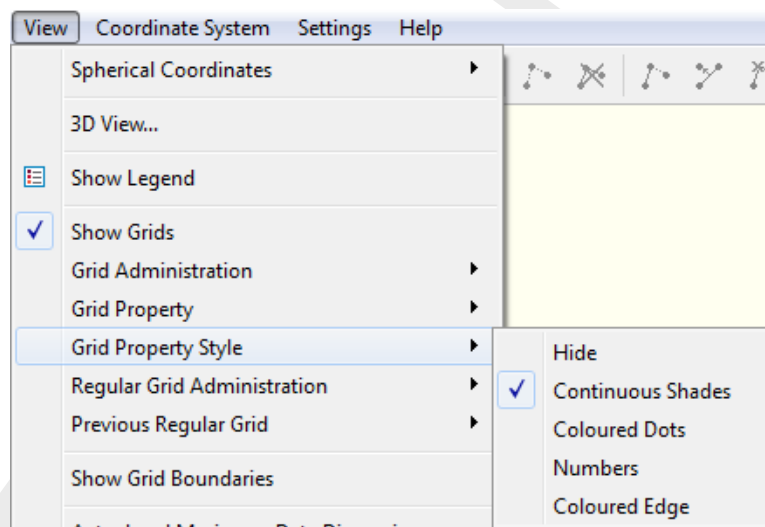 View Coordinate System Settings Help
Spherical Coordinates
3D View...
Show Legend
Show Grids
Grid Administration
Grid Property
Grid Property Style
Regular Grid Administration
Previous Regular Grid
Show Grid Boundaries
Hide
Continuous Shades
Coloured Dots
Numbers
Coloured Edge